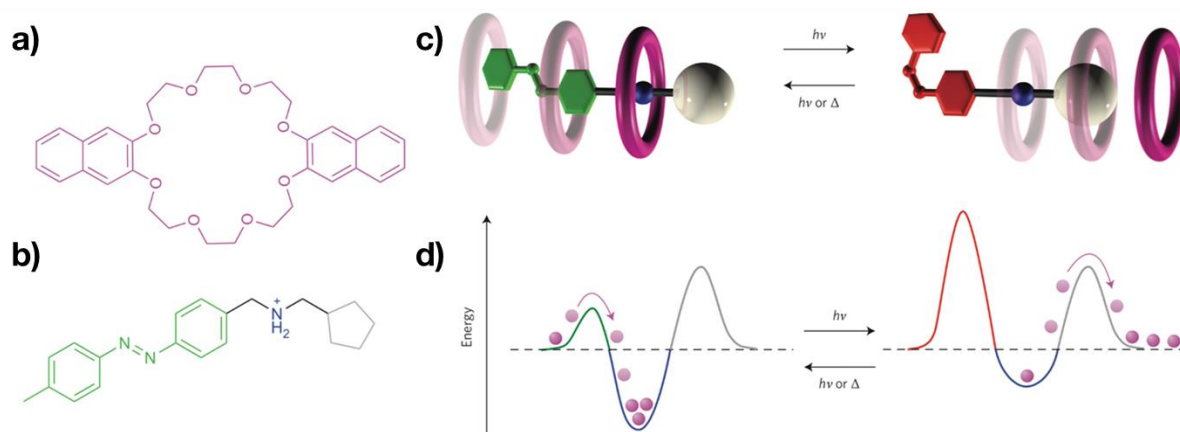 a)
O O
O O
O O
O O
b)
N
N
+
N
H₂
c)
hν
hν or Δ
d)
Energy
hν
hν or Δ